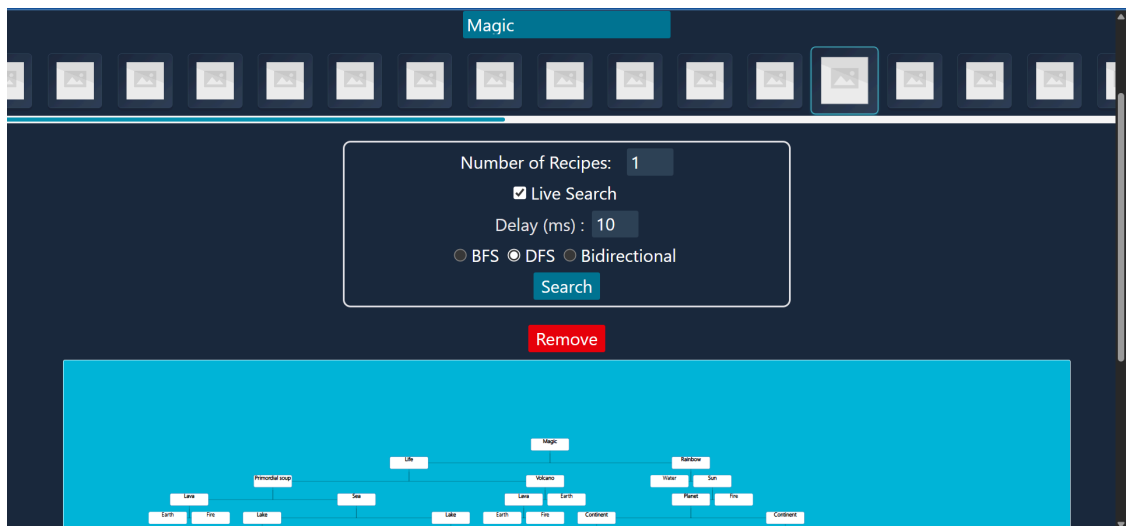 Magic
Number of Recipes: 1
Live Search
Delay (ms) : 10
BFS DFS Bidirectional
Search
Remove
Magic
Life Rainbow
Primordial soup Volcano Water Sun
Lava Sea Lava Earth Planet Fire
Earth Fire Lake Lake Earth Fire Continent Continent